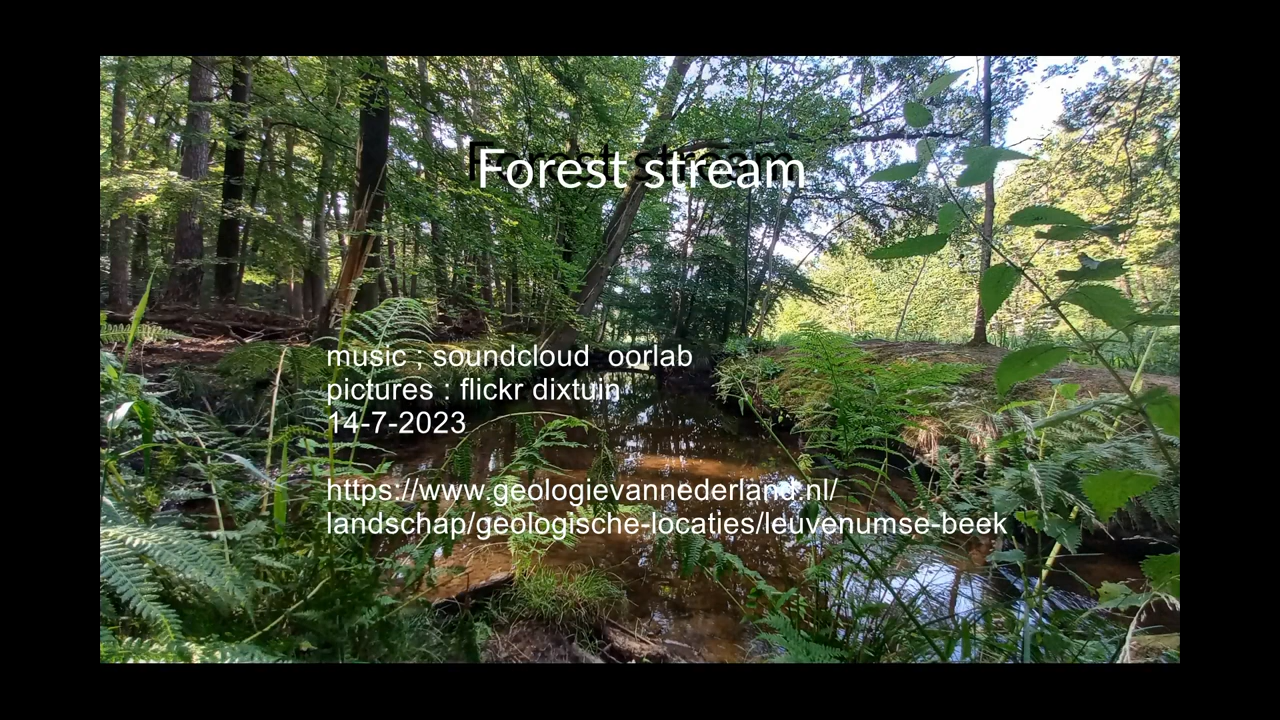 Forest stream
music ; soundcloud  oorlab
pictures : flickr dixtuin
14-7-2023
https://www.geologievannederland.nl/
landschap/geologische-locaties/leuvenumse-beek